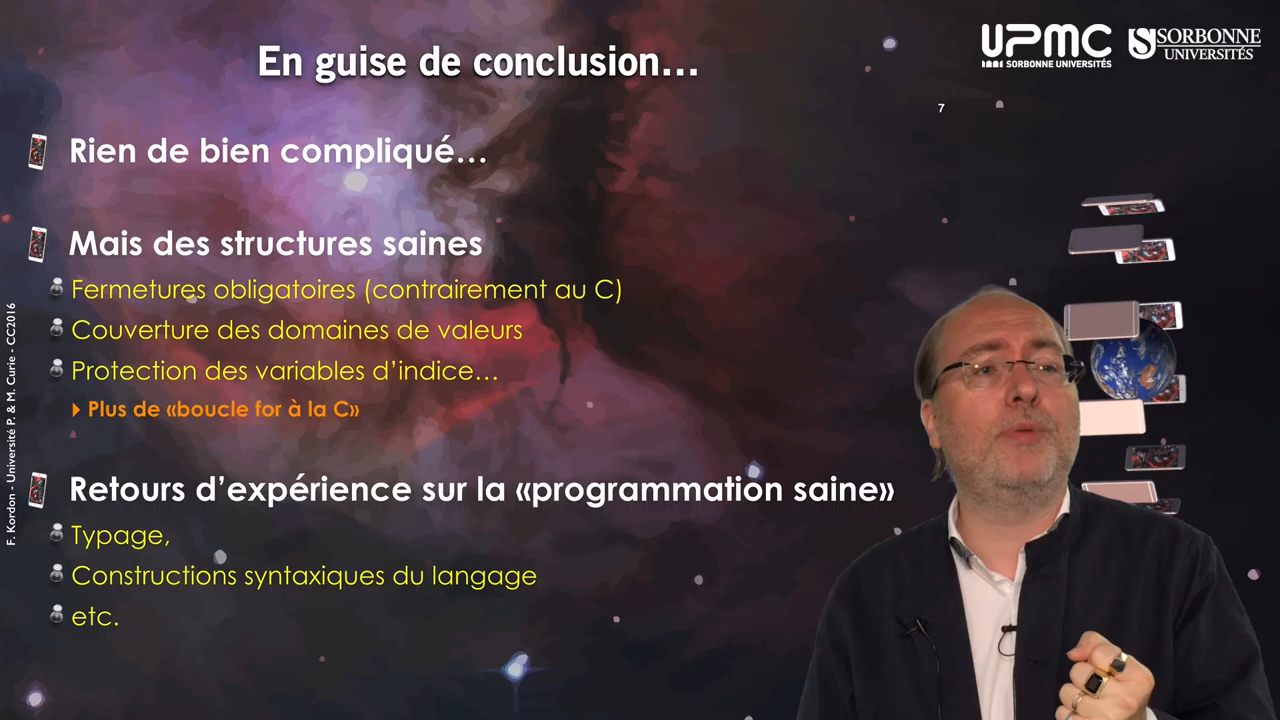 En guise de conclusion...
UPMC
SORBONNE UNIVERSITÉS
SORBONNE
UNIVERSITÉS
7
Rien de bien compliqué...
Mais des structures saines
Fermetures obligatoires (contrairement au C)
Couverture des domaines de valeurs
Protection des variables d’indice...
Plus de «boucle for à la C»
Retours d’expérience sur la «programmation saine»
Typage,
Constructions syntaxiques du langage
etc.
F. Kordon - Université P. & M. Curie - CC2016